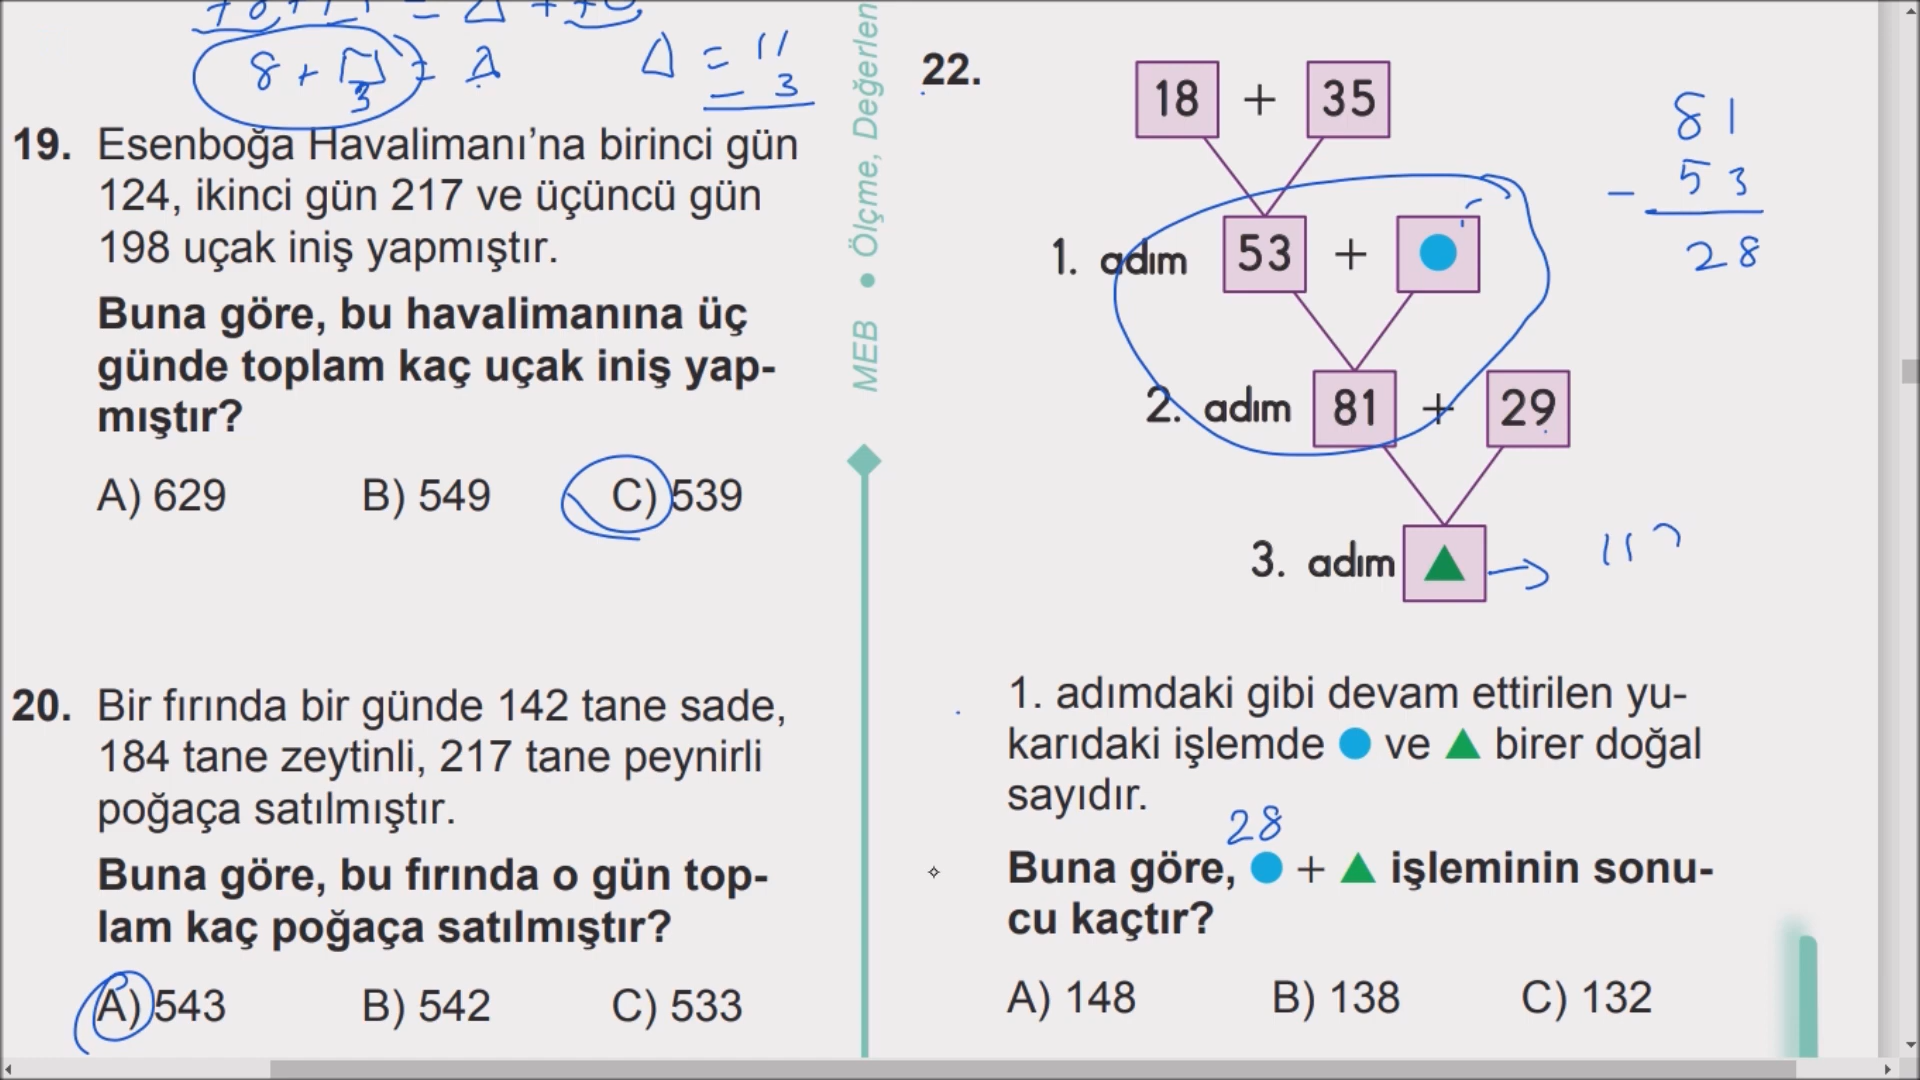 8 + 3 = Δ
Δ = 11
- 3
19. Esenboğa Havalimanı'na birinci gün
124, ikinci gün 217 ve üçüncü gün
198 uçak iniş yapmıştır.
Buna göre, bu havalimanına üç
günde toplam kaç uçak iniş yap-
mıştır?
A) 629 B) 549 C) 539
20. Bir fırında bir günde 142 tane sade,
184 tane zeytinli, 217 tane peynirli
poğaça satılmıştır.
Buna göre, bu fırında o gün top-
lam kaç poğaça satılmıştır?
A) 543 B) 542 C) 533
MEB • Ölçme, Değerlen
22.
18 + 35
1. adım 53 +
2. adım 81 + 29
3. adım
81
- 53
28
1. adımdaki gibi devam ettirilen yu-
karıdaki işlemde ● ve ▲ birer doğal
sayıdır.
28
Buna göre, ● + ▲ işleminin sonu-
cu kaçtır?
A) 148 B) 138 C) 132